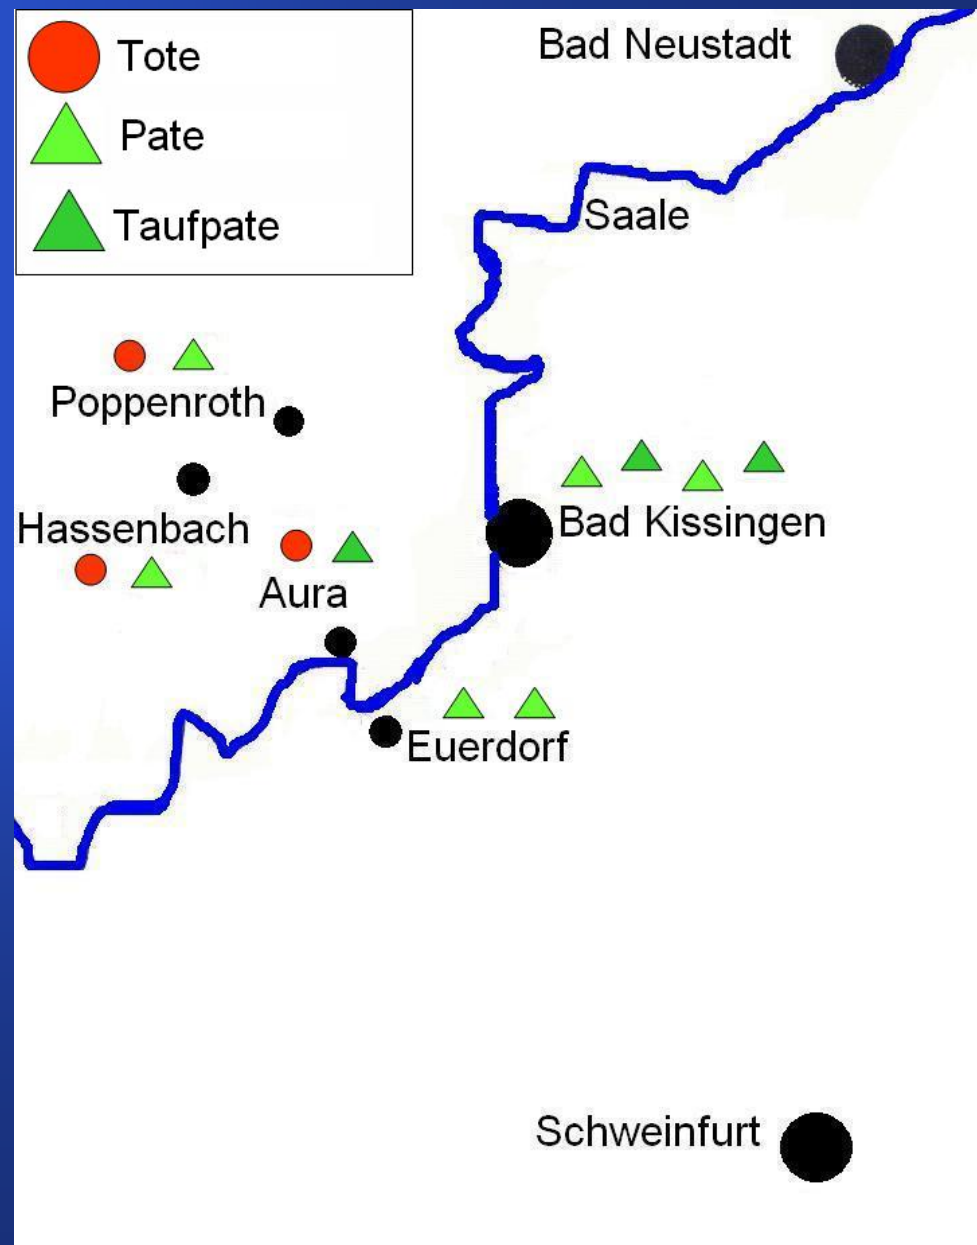 Tote
Pate
Taufpate
Bad Neustadt
Saale
Poppenroth
Hassenbach
Bad Kissingen
Aura
Euerdorf
Schweinfurt